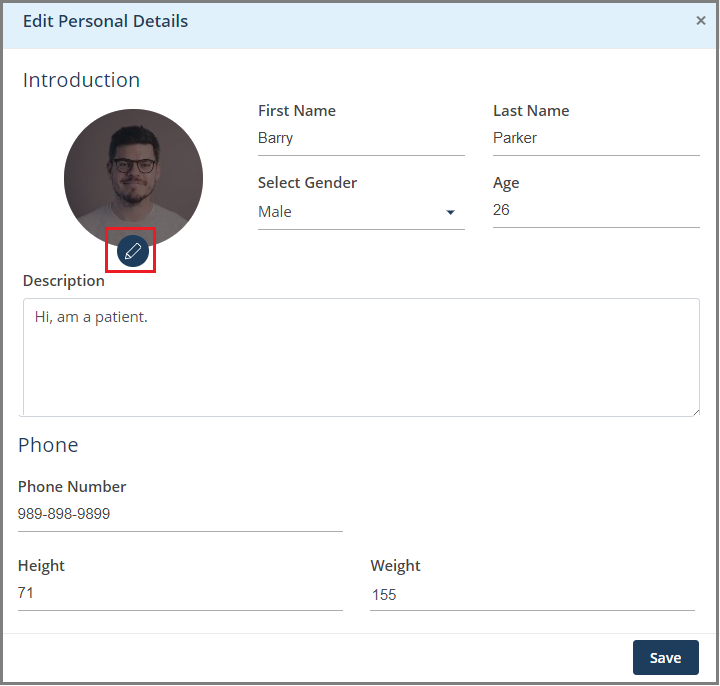 Edit Personal Details ×
Introduction
First Name Last Name
Barry Parker
Select Gender Age
Male 26
Description
Hi, am a patient.
Phone
Phone Number
989-898-9899
Height Weight
71 155
Save